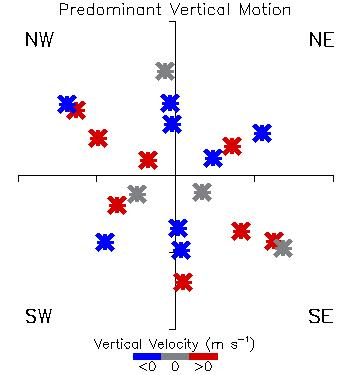 Predominant Vertical Motion
NW NE
SW SE
Vertical Velocity (m s⁻¹)
<0 0 >0